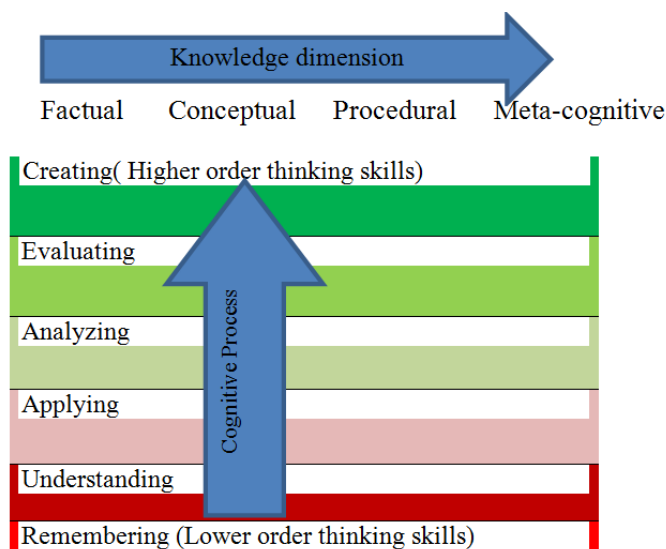 Knowledge dimension
Factual Conceptual Procedural Meta-cognitive
Creating( Higher order thinking skills)
Evaluating
Analyzing
Cognitive Process
Applying
Understanding
Remembering (Lower order thinking skills)